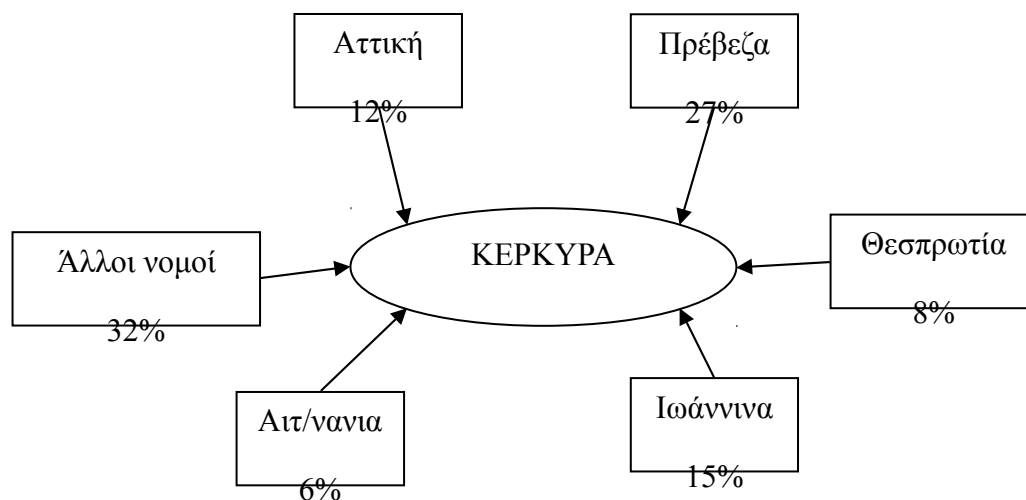 Αττική
12%
Πρέβεζα
27%
Άλλοι νομοί
32%
ΚΕΡΚΥΡΑ
Θεσπρωτία
8%
Αιτ/νανια
6%
Ιωάννινα
15%